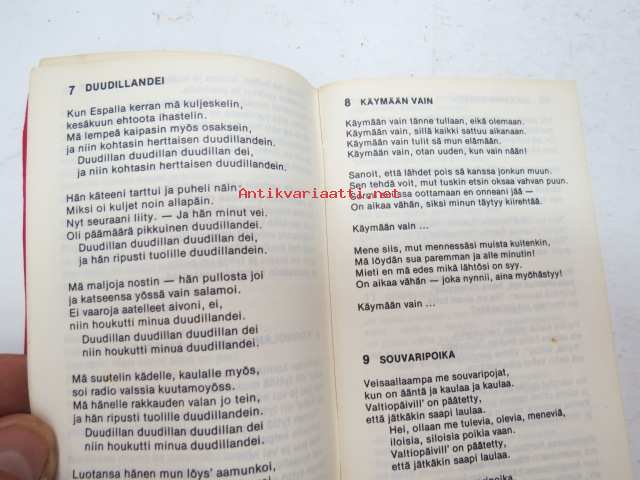 7 DUUDILLANDEI
Kun Espalla kerran mä kuljeskelin,
kesäkuun ehtoota ihastelin.
Mä lempeä kaipasin myös osaksein,
ja niin kohtasin herttaisen duudillandein.
Duudillan duudillan duudillan dei,
ja niin kohtasin herttaisen duudillandein.
Hän käteeni tarttui ja puheli näin:
Miksi oi kuljet noin allapäin.
Nyt seuraani liity. — Ja hän minut vei.
Oli päämäärä pikkuinen duudillandei.
Duudillan duudillan duudillan dei,
ja hän ripusti tuolille duudillandein.
Mä maljoja nostin — hän pullosta joi
ja katseensa yössä vain salamoi.
Ei vaaroja aatelleet aivoni, ei,
niin houkutti minua duudillandei.
Duudillan duudillan duudillan dei
niin houkutti minua duudillandei.
Mä suutelin kädelle, kaulalle myös,
soi radio valssia kuutamoyöss.
Mä hänelle rakkauden valan jo tein,
ja hän ripusti tuolille duudillandein.
Duudillan duudillan duudillan dei
niin houkutti minua duudillandei.
Luotansa hänen mun löys' aamunkoi,
8 KÄYMÄÄN VAIN
Käymään vain tänne tullaan, eikä olemaan.
Käymään vain, sillä kaikki sattuu aikanaan.
Käymään vain tulit sä mun elämään.
Käymään vain, otan uuden, kun vain nään!
Sanoit, että lähdet pois sä kanssa jonkun muun.
Sen tehdä voit, mut tuskin etsin oksaa vahvan puun.
Sormi suussa oottamaan en onneani jää —
On aikaa vähän, siksi minun täytyy kiirehtää.
Käymään vain ...
Mene siis, mut mennessäsi muista kuitenkin,
Mä löydän sua paremman ja aile minutin!
Mieti en mä edes mikä lähtösi on syy.
On aikaa vähän — joka nynnii, aina myöhästyy!
Käymään vain ...
9 SOUVARIPOIKA
Veisaallaampa me souvaripojat,
kun on ääntä ja kaulaa ja kaulaa.
Valtiopäivill' on päätetty,
että jätkäkin saapi laulaa.
Hei, ollaan me tulevia, olevia, meneviä,
iloisia, siloisia poikia vaan.
Valtiopäivill' on päätetty,
että jätkäkin saapi laulaa.
Antikvariaatti.net